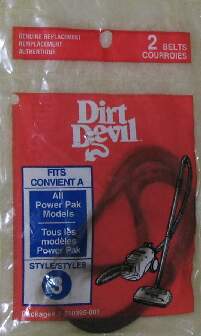 GENUINE REPLACEMENT
REMPLACEMENT
AUTHENTIQUE
2 BELTS
COURROIES
Dirt
Devil
FITS
CONVIENT A
All
Power Pak
Models
Tous les
modèles
Power Pak
STYLE/STYLES
8